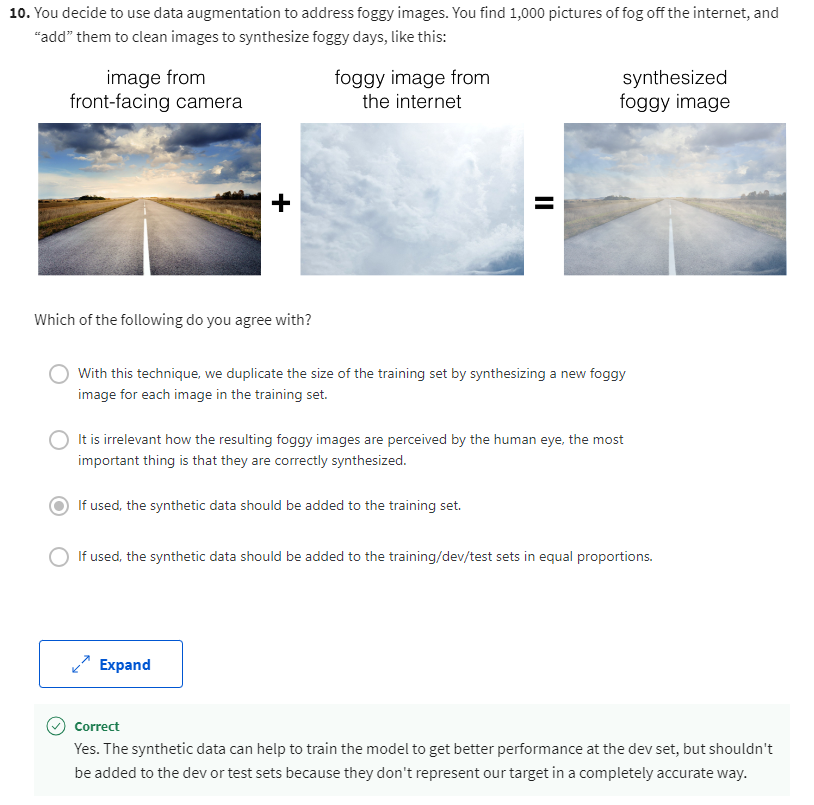 10. You decide to use data augmentation to address foggy images. You find 1,000 pictures of fog off the internet, and
“add” them to clean images to synthesize foggy days, like this:
image from
front-facing camera
foggy image from
the internet
synthesized
foggy image
+
=
Which of the following do you agree with?
With this technique, we duplicate the size of the training set by synthesizing a new foggy
image for each image in the training set.
It is irrelevant how the resulting foggy images are perceived by the human eye, the most
important thing is that they are correctly synthesized.
If used, the synthetic data should be added to the training set.
If used, the synthetic data should be added to the training/dev/test sets in equal proportions.
Expand
Correct
Yes. The synthetic data can help to train the model to get better performance at the dev set, but shouldn't
be added to the dev or test sets because they don't represent our target in a completely accurate way.